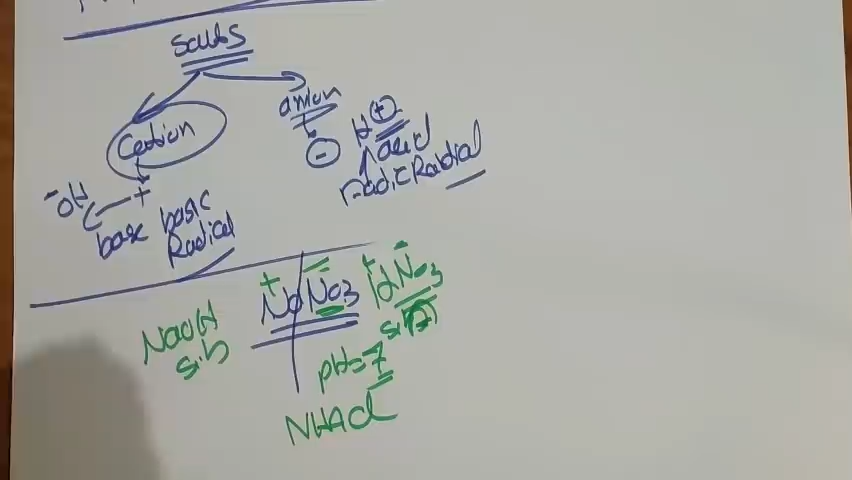 salts
Cation
anion
+
-
H+
acid
Radical
-OH
base basic
Radical
NaOH
s.b
+ -
NaNO3
+ -
HNO3
s.
pH=7
NH4Cl